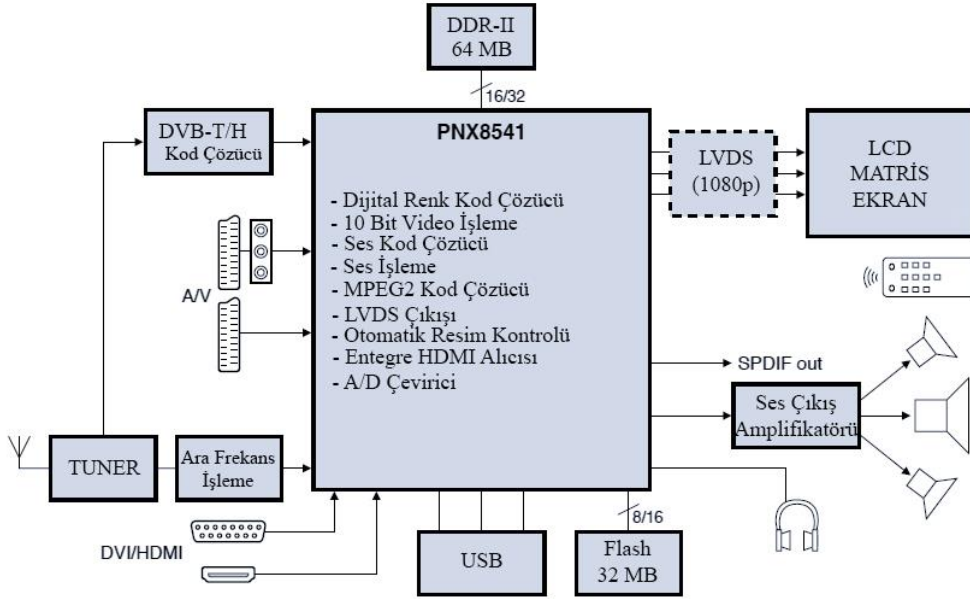 DDR-II
64 MB
16/32
DVB-T/H
Kod Çözücü
PNX8541
LVDS
(1080p)
LCD
MATRİS
EKRAN
- Dijital Renk Kod Çözücü
- 10 Bit Video İşleme
- Ses Kod Çözücü
- Ses İşleme
- MPEG2 Kod Çözücü
- LVDS Çıkışı
- Otomatik Resim Kontrolü
- Entegre HDMI Alıcısı
- A/D Çevirici
A/V
SPDIF out
Ses Çıkış
Amplifikatörü
TUNER
Ara Frekans
İşleme
DVI/HDMI
8/16
USB
Flash
32 MB